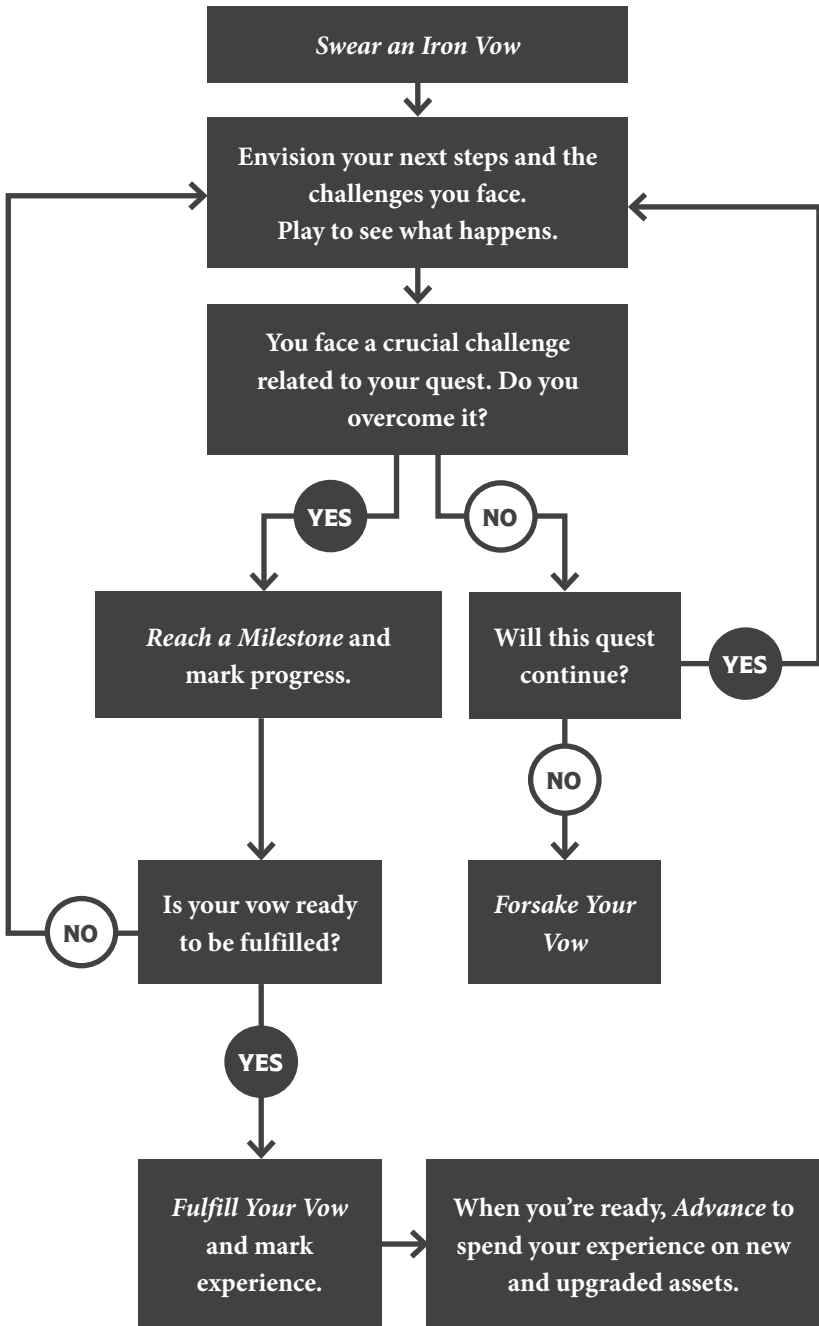 Swear an Iron Vow
Envision your next steps and the
challenges you face.
Play to see what happens.
You face a crucial challenge
related to your quest. Do you
overcome it?
YES
NO
Reach a Milestone and
mark progress.
Will this quest
continue?
YES
NO
Is your vow ready
to be fulfilled?
NO
Forsake Your
Vow
YES
Fulfill Your Vow
and mark
experience.
When you're ready, Advance to
spend your experience on new
and upgraded assets.